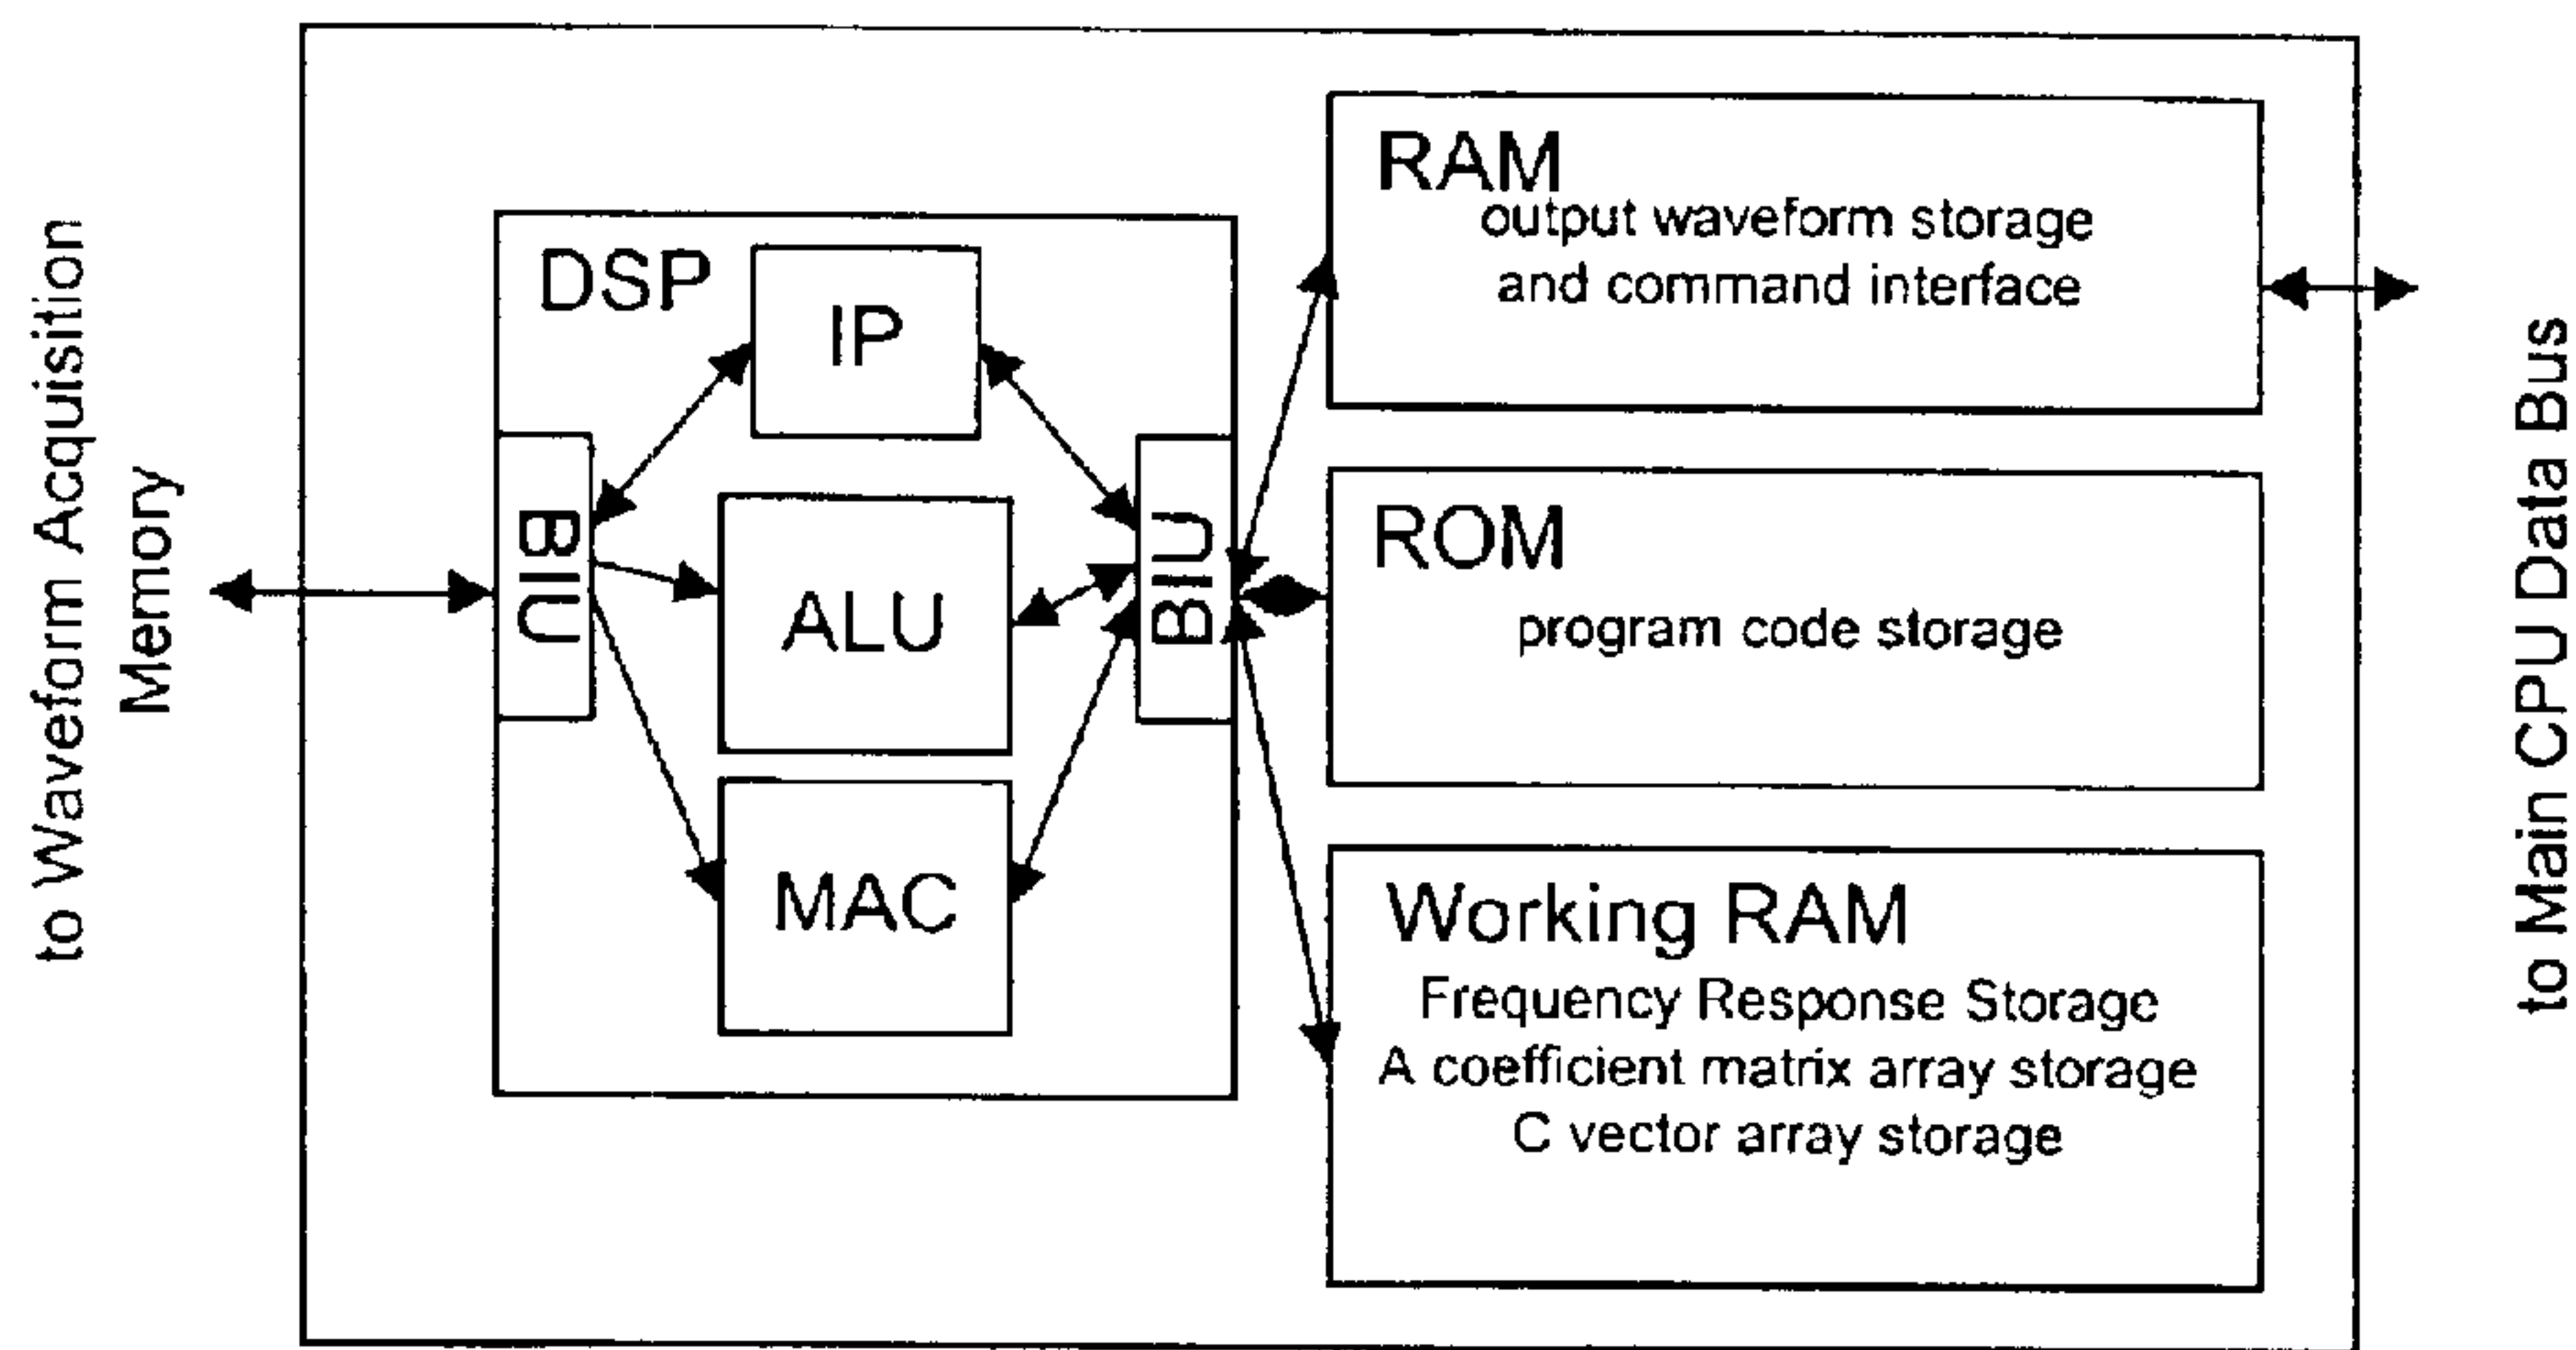 to Waveform Acquisition
Memory
DSP
IP
BIU
ALU
MAC
BIU
RAM
output waveform storage
and command interface
ROM
program code storage
Working RAM
Frequency Response Storage
A coefficient matrix array storage
C vector array storage
to Main CPU Data Bus